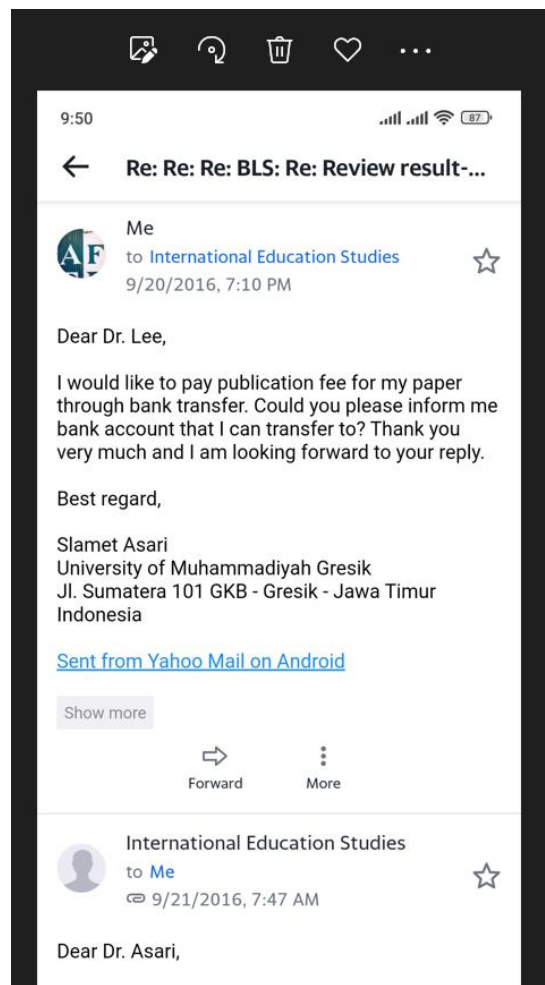 9:50
87
Re: Re: Re: BLS: Re: Review result-...
AF
Me
to International Education Studies
9/20/2016, 7:10 PM
Dear Dr. Lee,
I would like to pay publication fee for my paper
through bank transfer. Could you please inform me
bank account that I can transfer to? Thank you
very much and I am looking forward to your reply.
Best regard,
Slamet Asari
University of Muhammadiyah Gresik
Jl. Sumatera 101 GKB - Gresik - Jawa Timur
Indonesia
Sent from Yahoo Mail on Android
Show more
Forward
More
International Education Studies
to Me
9/21/2016, 7:47 AM
Dear Dr. Asari,